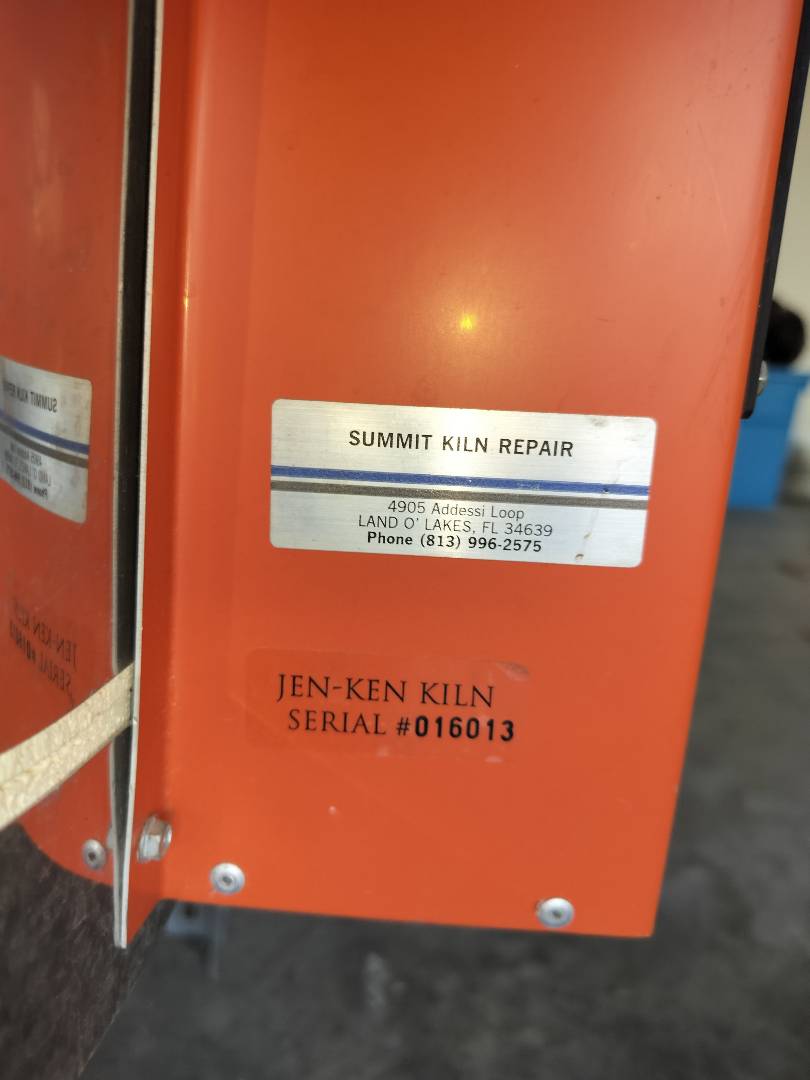 SUMMIT KILN REPAIR
4905 Addessi Loop
LAND O' LAKES, FL 34639
Phone (813) 996-2575
JEN-KEN KILN
SERIAL #016013